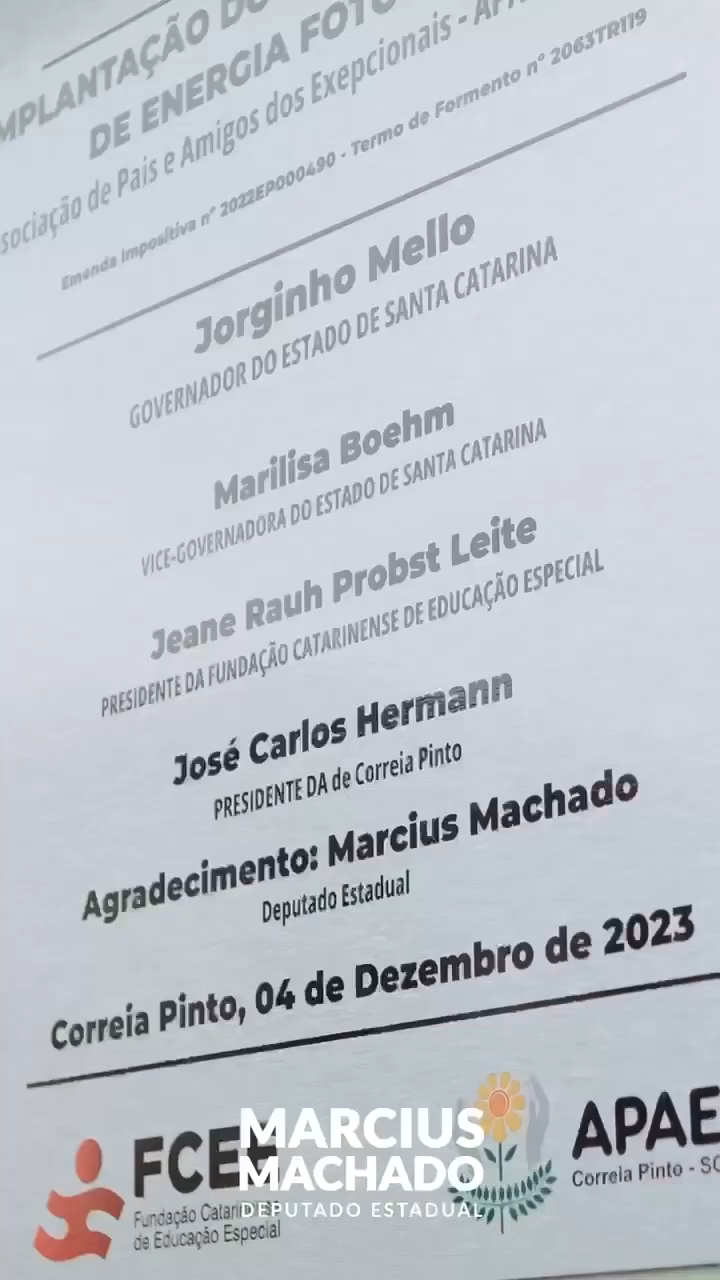 MPLANTAÇÃO DO
DE ENERGIA FOTO
sociação de Pais e Amigos dos Exepcionais - AP
Emenda Impositiva nº 2022EP000490 - Termo de Formento nº 2063TR119
Jorginho Mello
GOVERNADOR DO ESTADO DE SANTA CATARINA
Marilisa Boehm
VICE-GOVERNADORA DO ESTADO DE SANTA CATARINA
Jeane Rauh Probst Leite
PRESIDENTE DA FUNDAÇÃO CATARINENSE DE EDUCAÇÃO ESPECIAL
José Carlos Hermann
PRESIDENTE DA de Correia Pinto
Agradecimento: Marcius Machado
Deputado Estadual
Correia Pinto, 04 de Dezembro de 2023
FCEE
Fundação Catarinense
de Educação Especial
MARCIUS
MACHADO
DEPUTADO ESTADUAL
APAE
Correia Pinto - SC